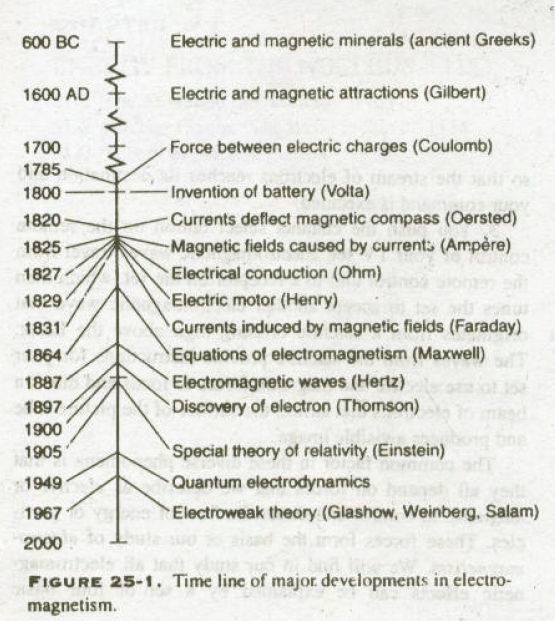 600 BC Electric and magnetic minerals (ancient Greeks)
1600 AD Electric and magnetic attractions (Gilbert)
1700
1785 Force between electric charges (Coulomb)
1800 Invention of battery (Volta)
1820 Currents deflect magnetic compass (Oersted)
1825 Magnetic fields caused by currents (Ampère)
1827 Electrical conduction (Ohm)
1829 Electric motor (Henry)
1831 Currents induced by magnetic fields (Faraday)
1864 Equations of electromagnetism (Maxwell)
1887 Electomagnetic waves (Hertz)
1897 Discovery of electron (Thomson)
1900
1905 Special theory of relativity (Einstein)
1949 Quantum electrodynamics
1967 Electroweak theory (Glashow, Weinberg, Salam)
2000
FIGURE 25-1. Time line of major developments in electro-
magnetism.